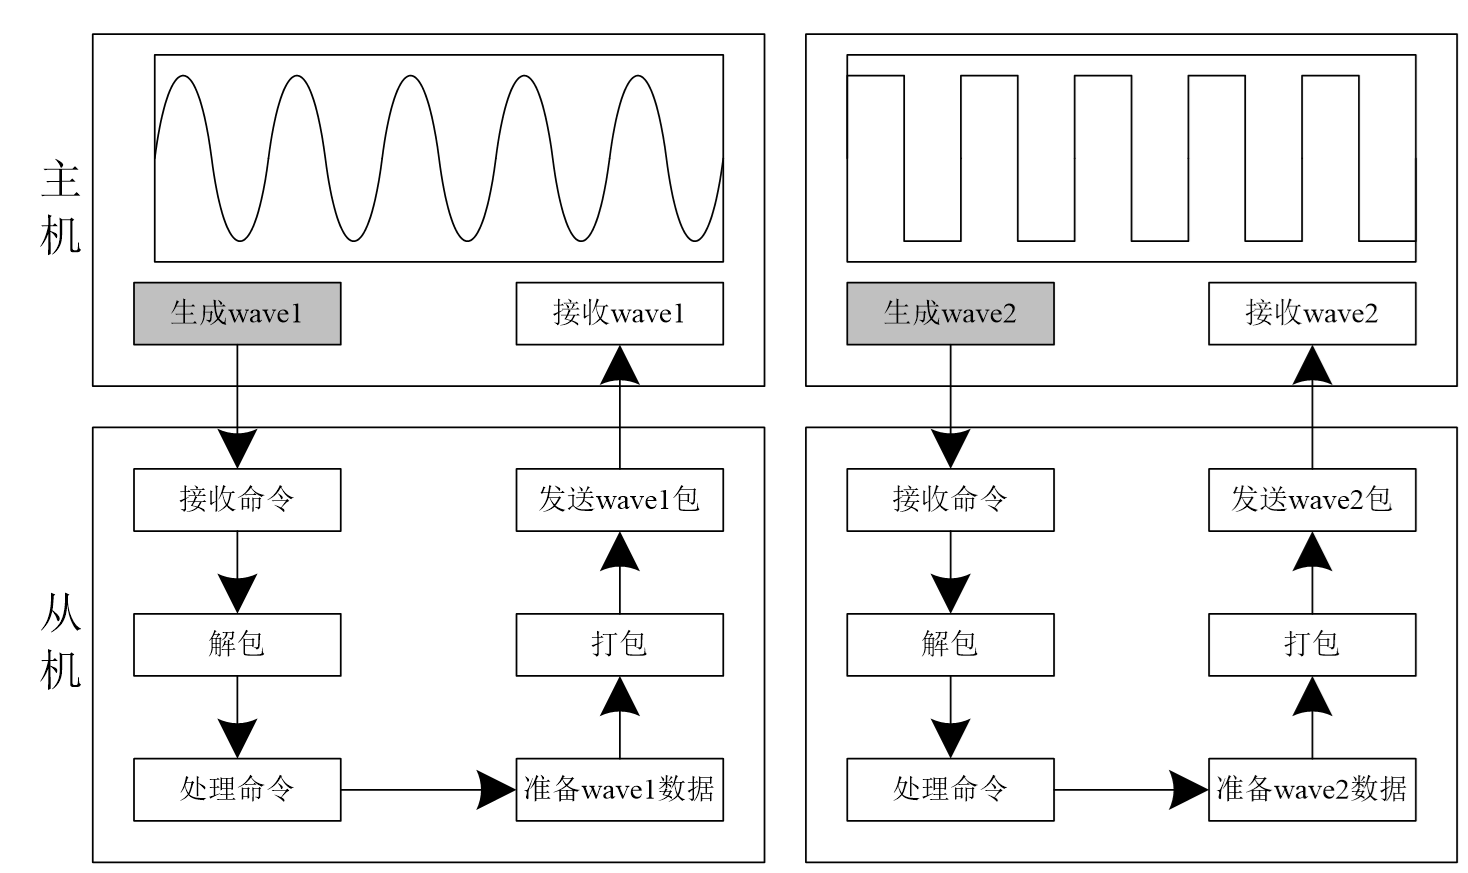 主机
生成wave1
接收wave1
生成wave2
接收wave2
从机
接收命令
发送wave1包
接收命令
发送wave2包
解包
打包
解包
打包
处理命令
准备wave1数据
处理命令
准备wave2数据